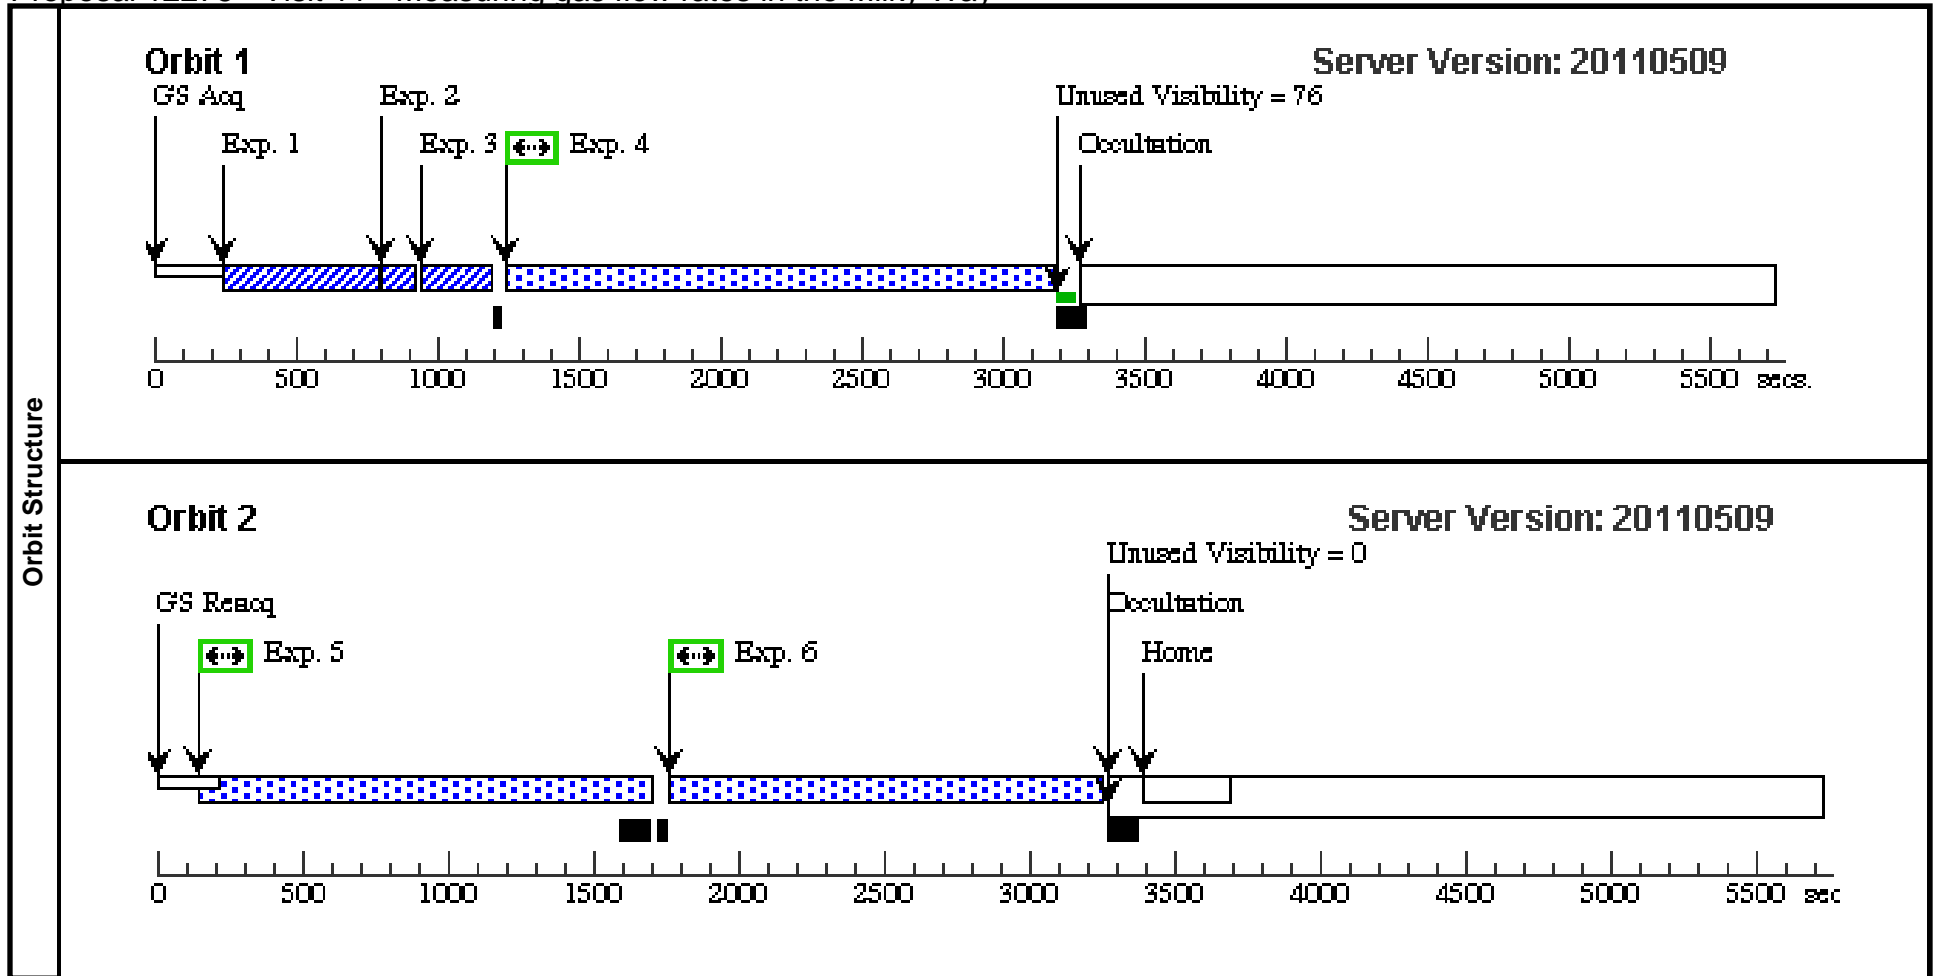 Orbit Structure
Orbit 1
Server Version: 20110509
GS Acq
Exp. 2
Unused Visibility = 76
Exp. 1
Exp. 3
Exp. 4
Occultation
0 500 1000 1500 2000 2500 3000 3500 4000 4500 5000 5500 secs.
Orbit 2
Server Version: 20110509
Unused Visibility = 0
GS Reacq
Occultation
Exp. 5
Exp. 6
Home
0 500 1000 1500 2000 2500 3000 3500 4000 4500 5000 5500 sec